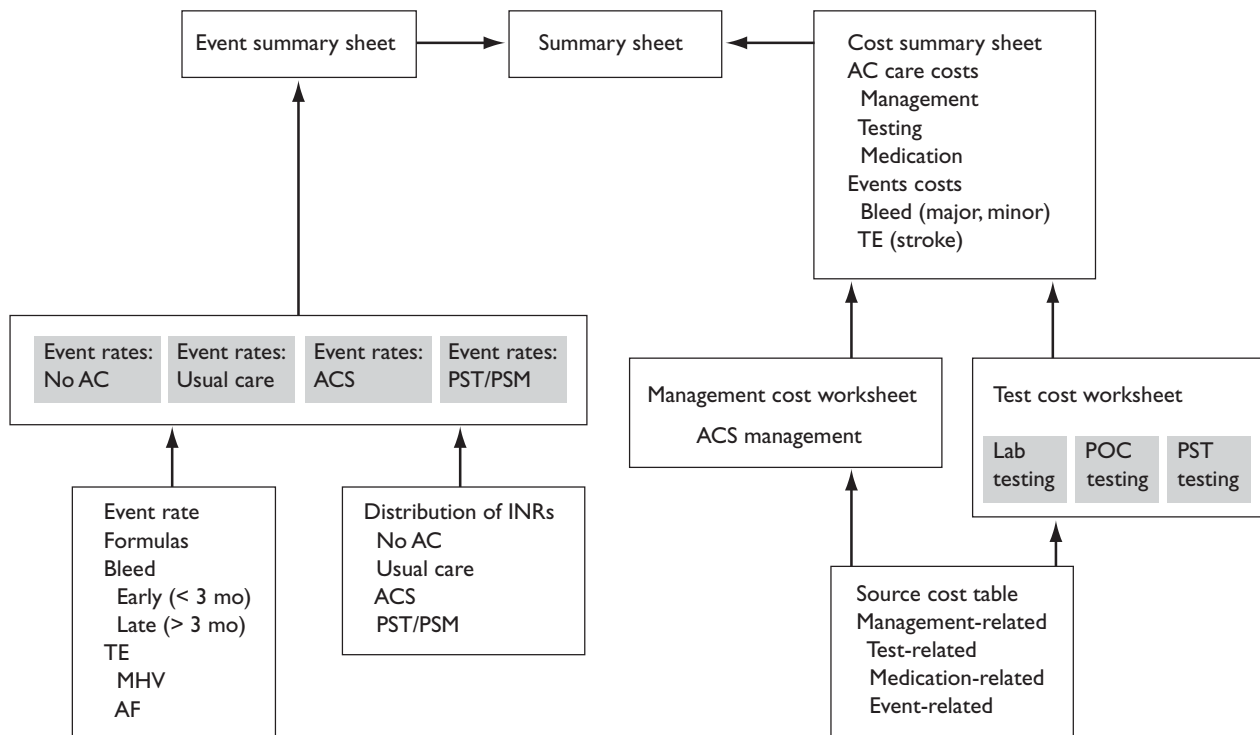 Event summary sheet
Summary sheet
Cost summary sheet
AC care costs
Management
Testing
Medication
Events costs
Bleed (major, minor)
TE (stroke)
Event rates:
No AC
Event rates:
Usual care
Event rates:
ACS
Event rates:
PST/PSM
Management cost worksheet
ACS management
Test cost worksheet
Lab
testing
POC
testing
PST
testing
Event rate
Formulas
Bleed
Early (< 3 mo)
Late (> 3 mo)
TE
MHV
AF
Distribution of INRs
No AC
Usual care
ACS
PST/PSM
Source cost table
Management-related
Test-related
Medication-related
Event-related